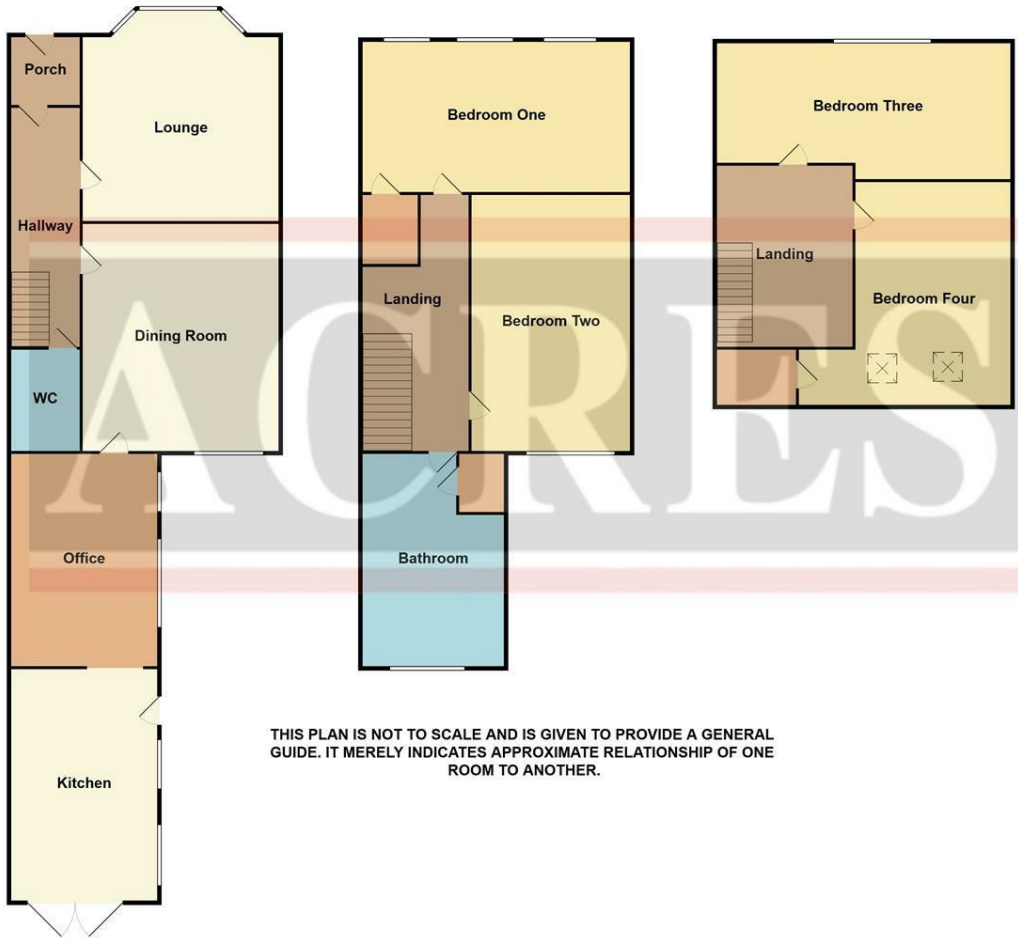 Porch
Lounge
Hallway
Dining Room
WC
Office
Kitchen
Bedroom One
Landing
Bedroom Two
Bathroom
Bedroom Three
Landing
Bedroom Four
ACRES
THIS PLAN IS NOT TO SCALE AND IS GIVEN TO PROVIDE A GENERAL
GUIDE. IT MERELY INDICATES APPROXIMATE RELATIONSHIP OF ONE
ROOM TO ANOTHER.